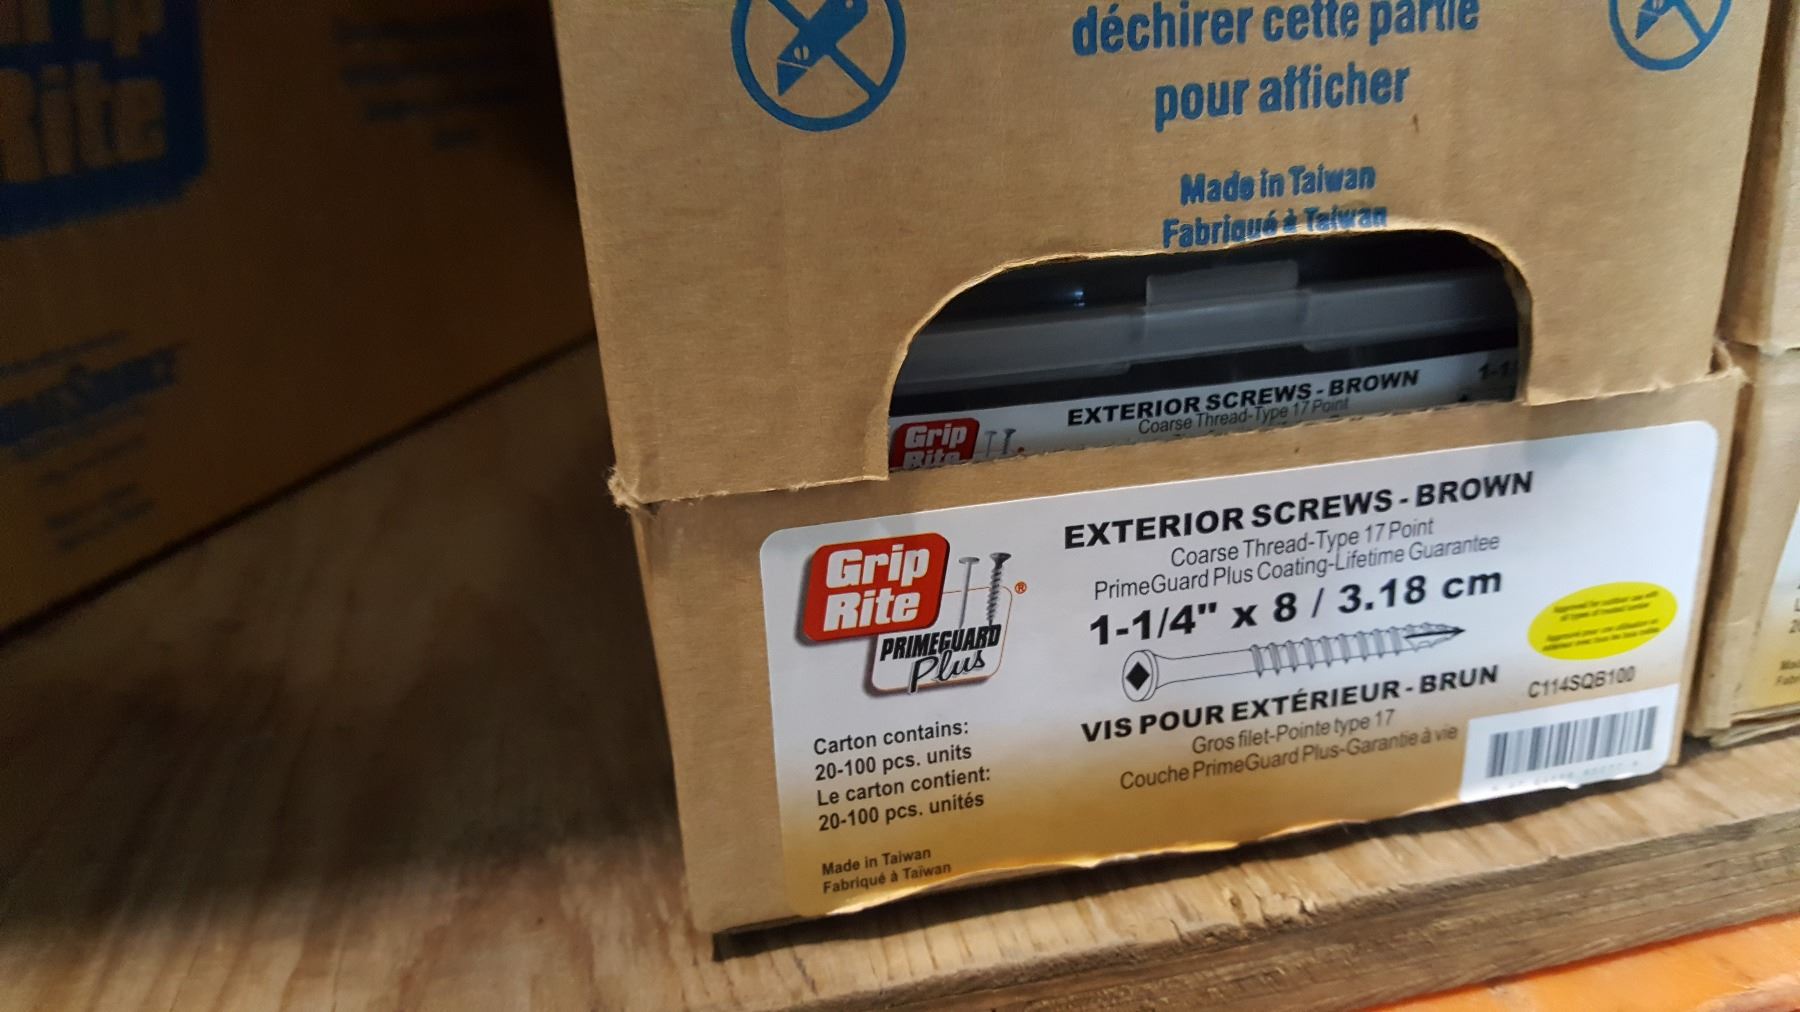 Rite
déchirer cette partie
pour afficher
Made in Taiwan
Fabriqué à Taiwan
EXTERIOR SCREWS - BROWN
Coarse Thread-Type 17 Point
Grip
Rite
EXTERIOR SCREWS - BROWN
Coarse Thread-Type 17 Point
PrimeGuard Plus Coating-Lifetime Guarantee
1-1/4" x 8 / 3.18 cm
Grip
Rite
®
PRIMEGUARD
Plus
VIS POUR EXTÉRIEUR - BRUN
Gros filet-Pointe type 17
Couche PrimeGuard Plus-Garantie à vie
C114SQB100
Carton contains:
20-100 pcs. units
Le carton contient:
20-100 pcs. unités
Made in Taiwan
Fabriqué à Taïwan